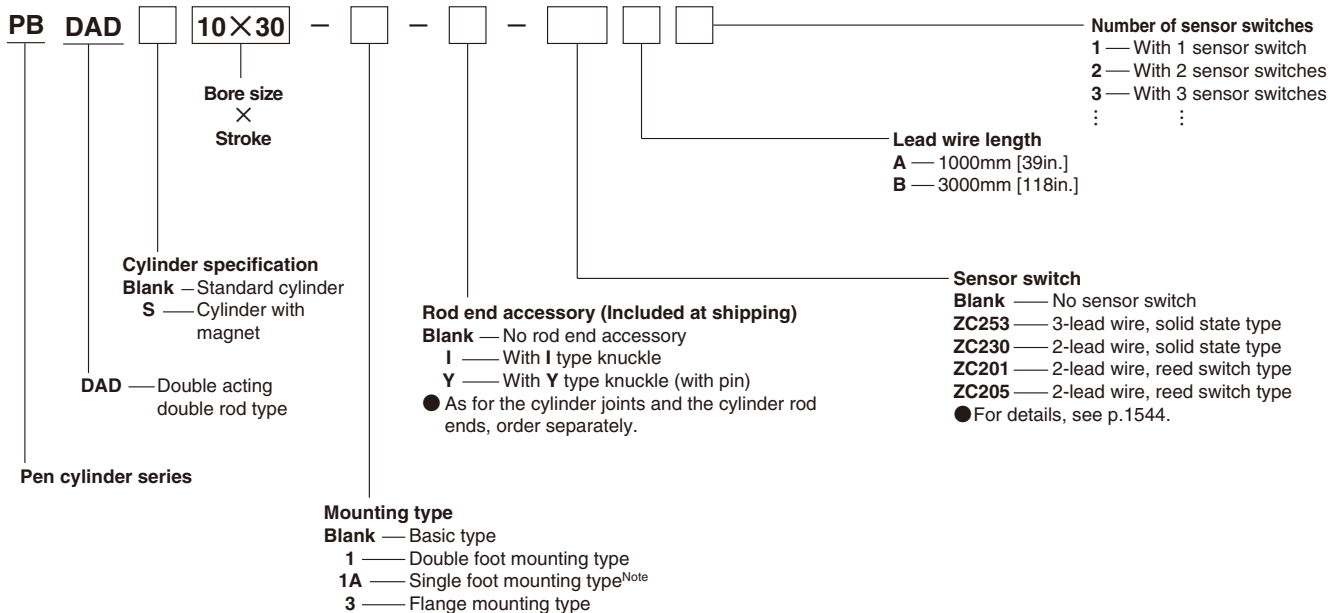 PB DAD 10×30 – – –
Bore size
×
Stroke
Number of sensor switches
1 — With 1 sensor switch
2 — With 2 sensor switches
3 — With 3 sensor switches
⋮ ⋮
Lead wire length
A — 1000mm [39in.]
B — 3000mm [118in.]
Cylinder specification
Blank — Standard cylinder
S — Cylinder with
magnet
DAD — Double acting
double rod type
Pen cylinder series
Rod end accessory (Included at shipping)
Blank — No rod end accessory
I — With I type knuckle
Y — With Y type knuckle (with pin)
● As for the cylinder joints and the cylinder rod
ends, order separately.
Sensor switch
Blank — No sensor switch
ZC253 — 3-lead wire, solid state type
ZC230 — 2-lead wire, solid state type
ZC201 — 2-lead wire, reed switch type
ZC205 — 2-lead wire, reed switch type
● For details, see p.1544.
Mounting type
Blank — Basic type
1 — Double foot mounting type
1A — Single foot mounting type Note
3 — Flange mounting type